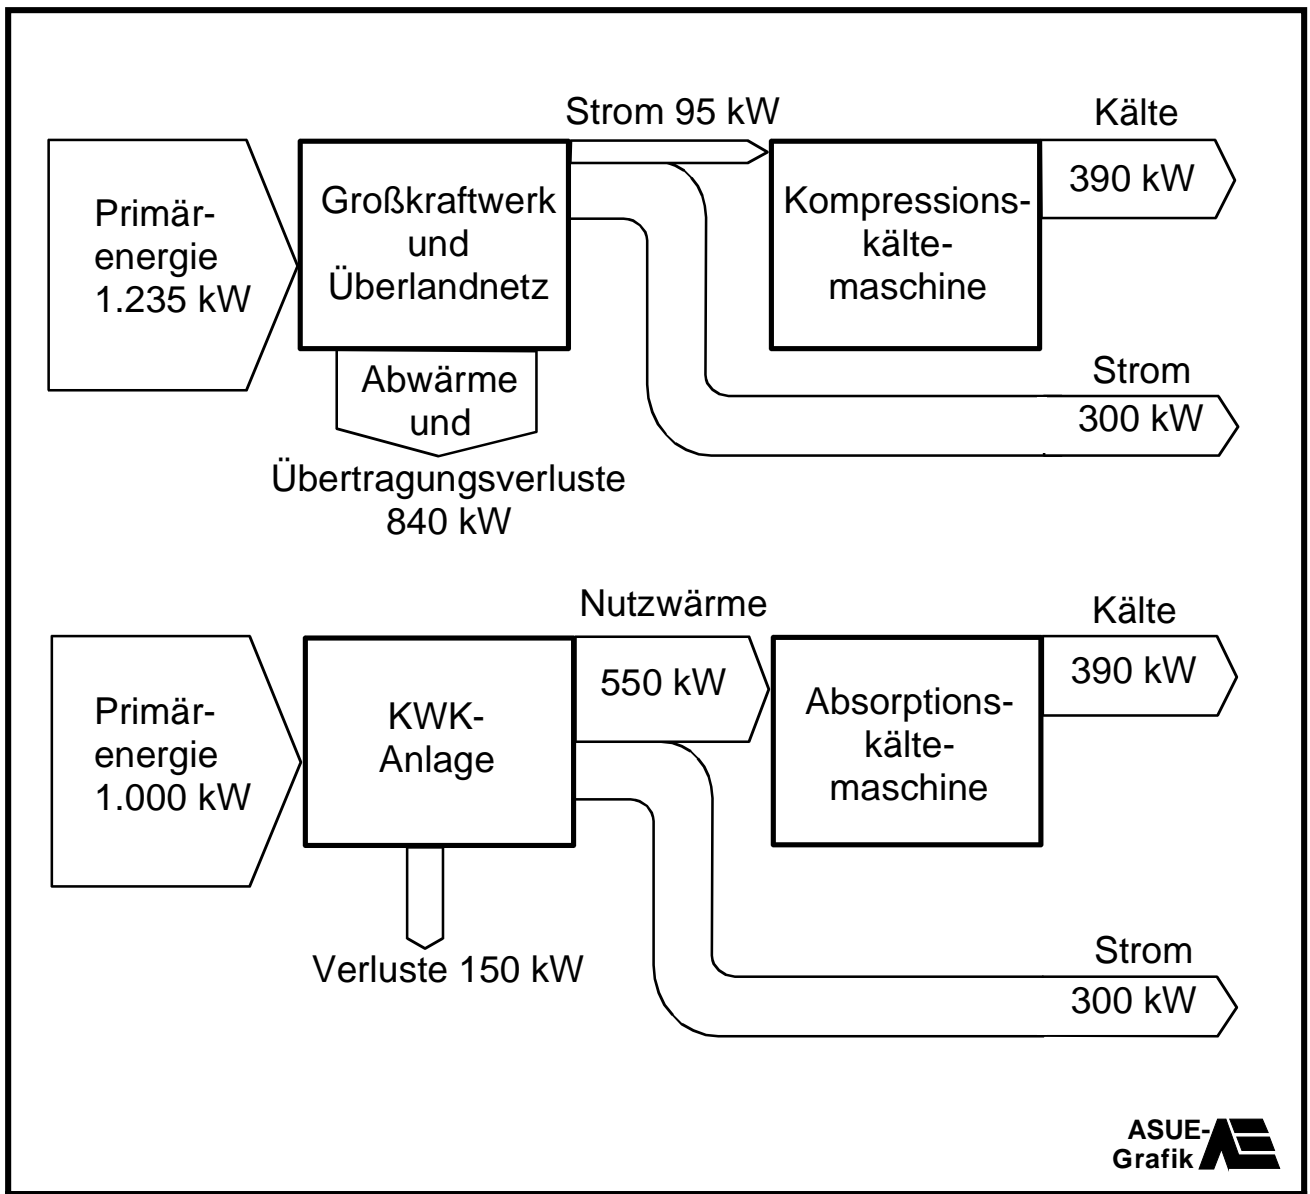 Strom 95 kW
Kälte
Primär-
energie
1.235 kW
Großkraftwerk
und
Überlandnetz
Kompressions-
kälte-
maschine
390 kW
Abwärme
und
Übertragungsverluste
840 kW
Strom
300 kW
Nutzwärme
Kälte
Primär-
energie
1.000 kW
KWK-
Anlage
550 kW
Absorptions-
kälte-
maschine
390 kW
Verluste 150 kW
Strom
300 kW
ASUE-
Grafik